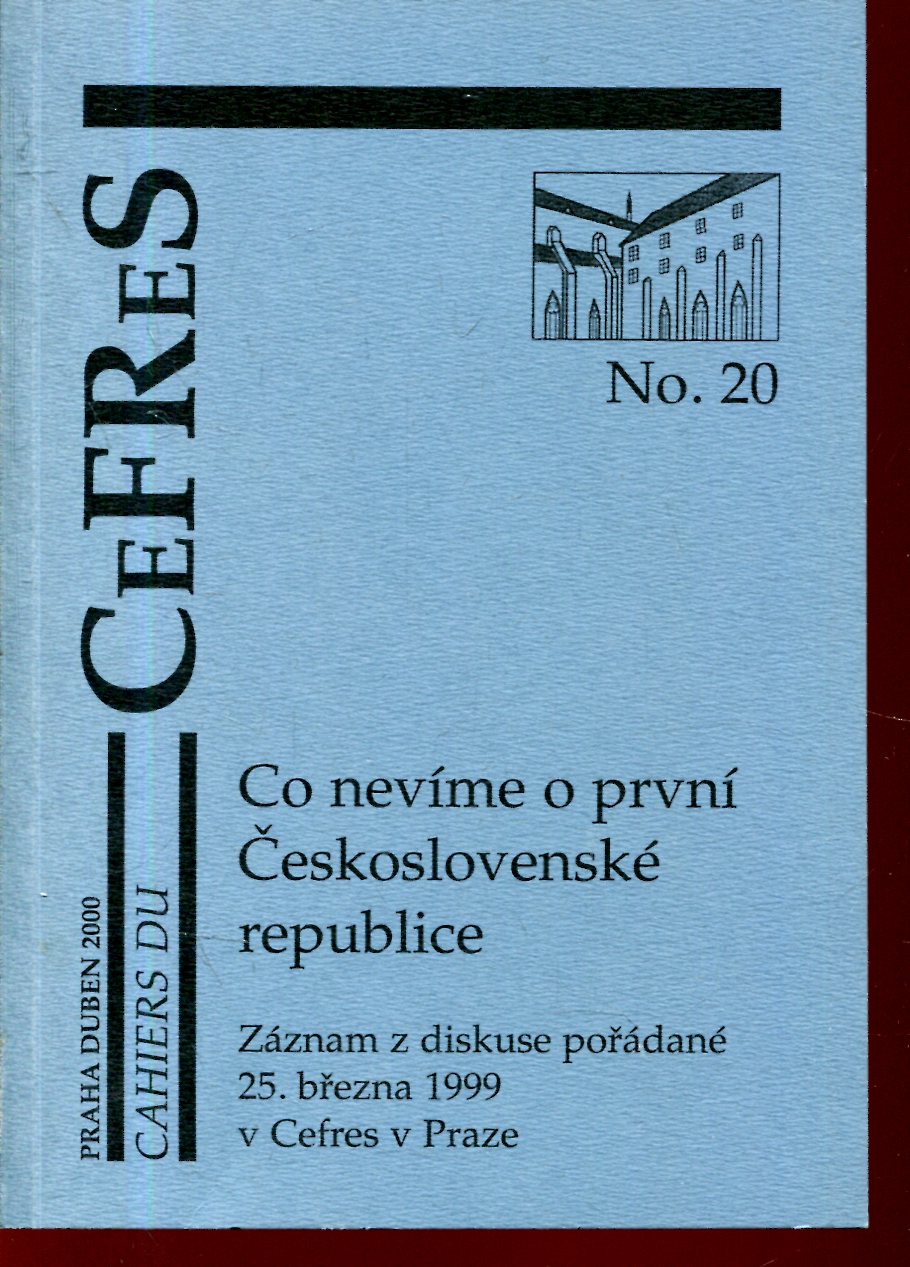 PRAHA DUBEN 2000
CAHIERS DU
CEFRES
No. 20
Co nevíme o první
Československé
republice
Záznam z diskuse pořádané
25. března 1999
v Cefres v Praze